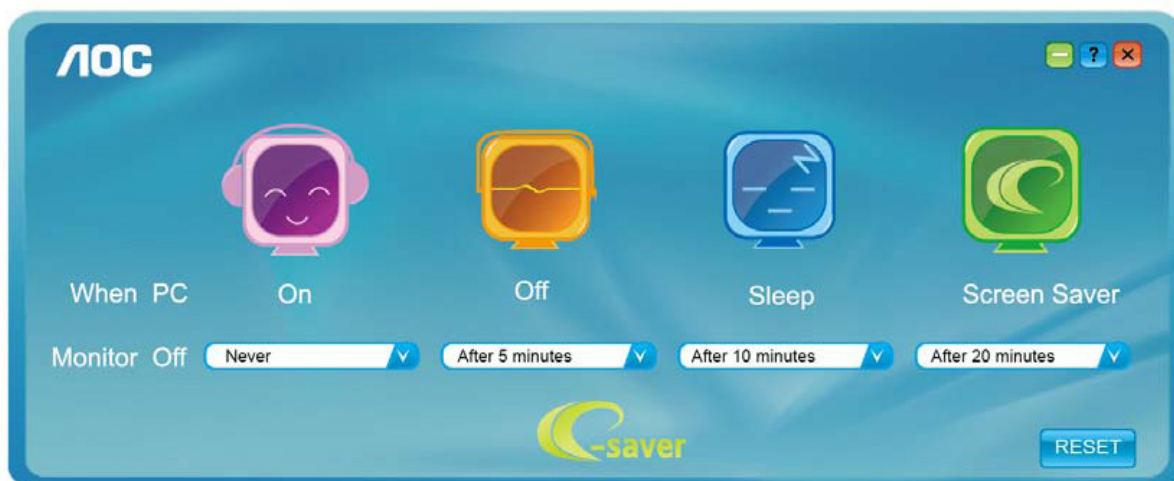 AOC
?
When PC On Off Sleep Screen Saver
Monitor Off Never After 5 minutes After 10 minutes After 20 minutes
e-saver
RESET